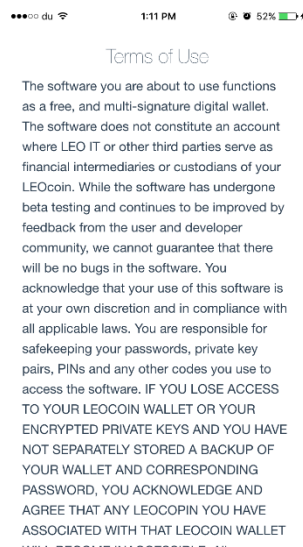 du 1:11 PM 52%
Terms of Use
The software you are about to use functions
as a free, and multi-signature digital wallet.
The software does not constitute an account
where LEO IT or other third parties serve as
financial intermediaries or custodians of your
LEOcoin. While the software has undergone
beta testing and continues to be improved by
feedback from the user and developer
community, we cannot guarantee that there
will be no bugs in the software. You
acknowledge that your use of this software is
at your own discretion and in compliance with
all applicable laws. You are responsible for
safekeeping your passwords, private key
pairs, PINs and any other codes you use to
access the software. IF YOU LOSE ACCESS
TO YOUR LEOCOIN WALLET OR YOUR
ENCRYPTED PRIVATE KEYS AND YOU HAVE
NOT SEPARATELY STORED A BACKUP OF
YOUR WALLET AND CORRESPONDING
PASSWORD, YOU ACKNOWLEDGE AND
AGREE THAT ANY LEOCOPIN YOU HAVE
ASSOCIATED WITH THAT LEOCOIN WALLET